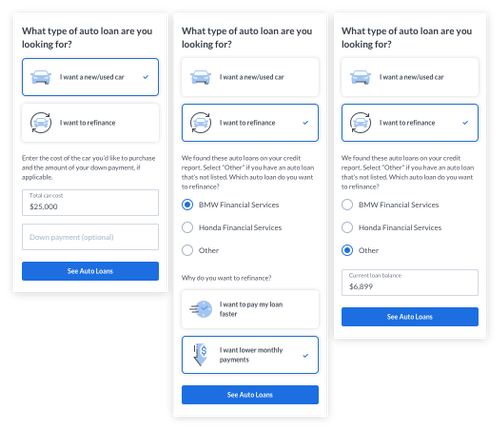 What type of auto loan are you
looking for?
I want a new/used car
I want to refinance
Enter the cost of the car you'd like to purchase
and the amount of your down payment, if
applicable.
Total car cost
$25,000
Down payment (optional)
See Auto Loans
What type of auto loan are you
looking for?
I want a new/used car
I want to refinance
We found these auto loans on your credit
report. Select "Other" if you have an auto loan
that's not listed. Which auto loan do you want
to refinance?
BMW Financial Services
Honda Financial Services
Other
Why do you want to refinance?
I want to pay my loan
faster
I want lower monthly
payments
See Auto Loans
What type of auto loan are you
looking for?
I want a new/used car
I want to refinance
We found these auto loans on your credit
report. Select "Other" if you have an auto loan
that's not listed. Which auto loan do you want
to refinance?
BMW Financial Services
Honda Financial Services
Other
Current loan balance
$6,899
See Auto Loans